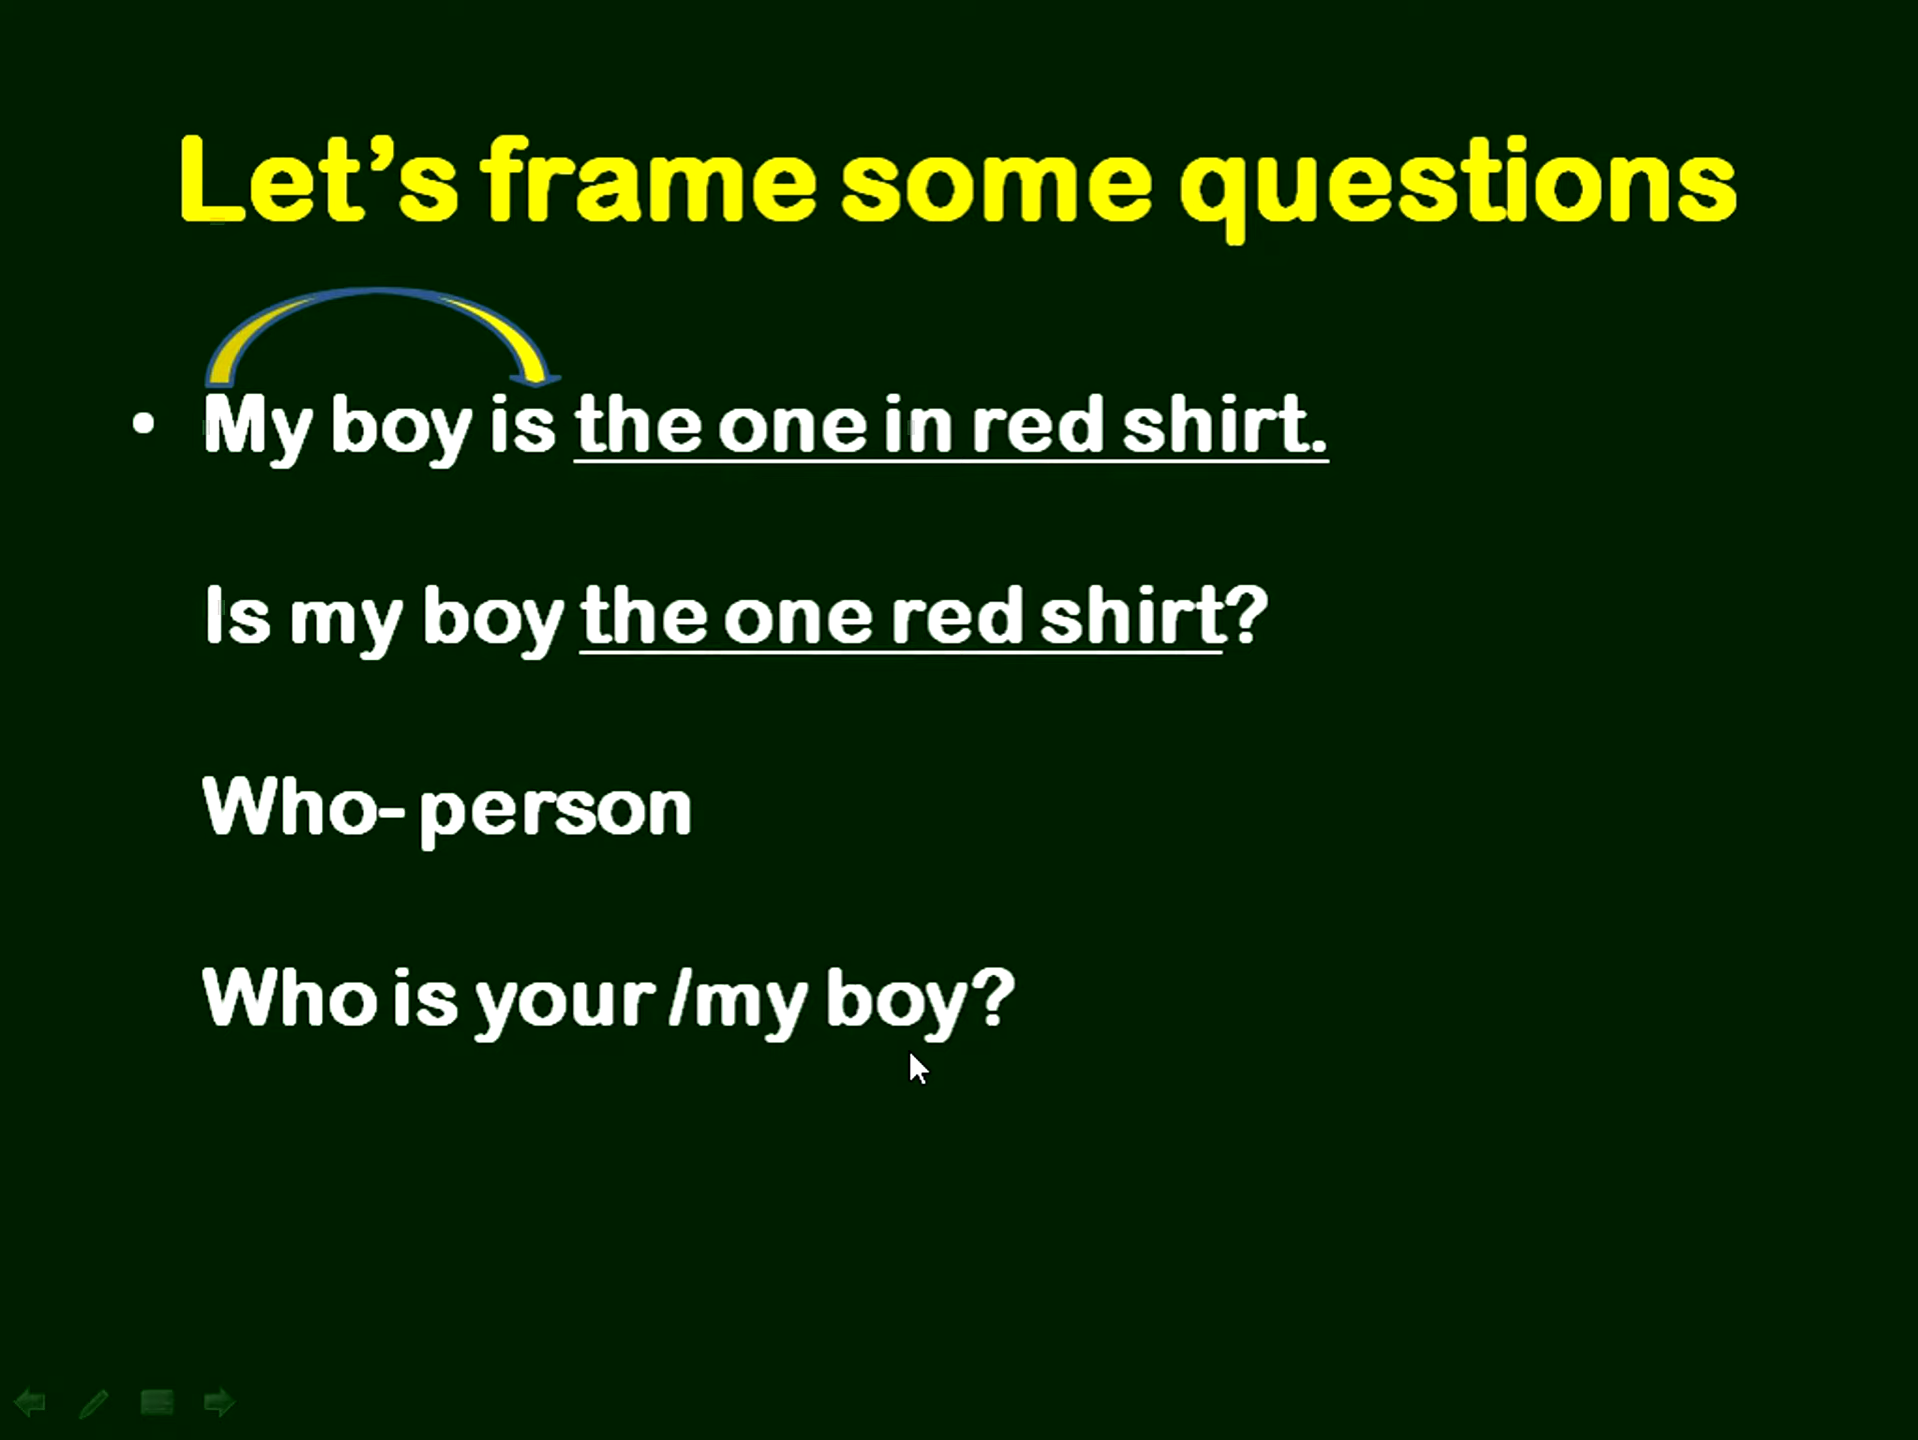 Let's frame some questions
• My boy is the one in red shirt.
Is my boy the one red shirt?
Who- person
Who is your /my boy?